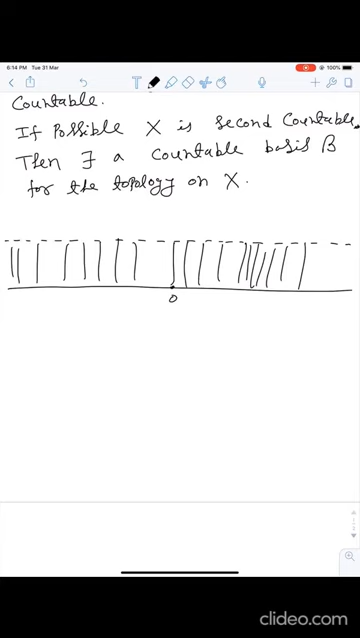 6:14 PM Tue 31 Mar 100%
Countable.
If Possible X is second Countable.
Then ∃ a Countable basis β
for the topology on X.
0
clideo.com